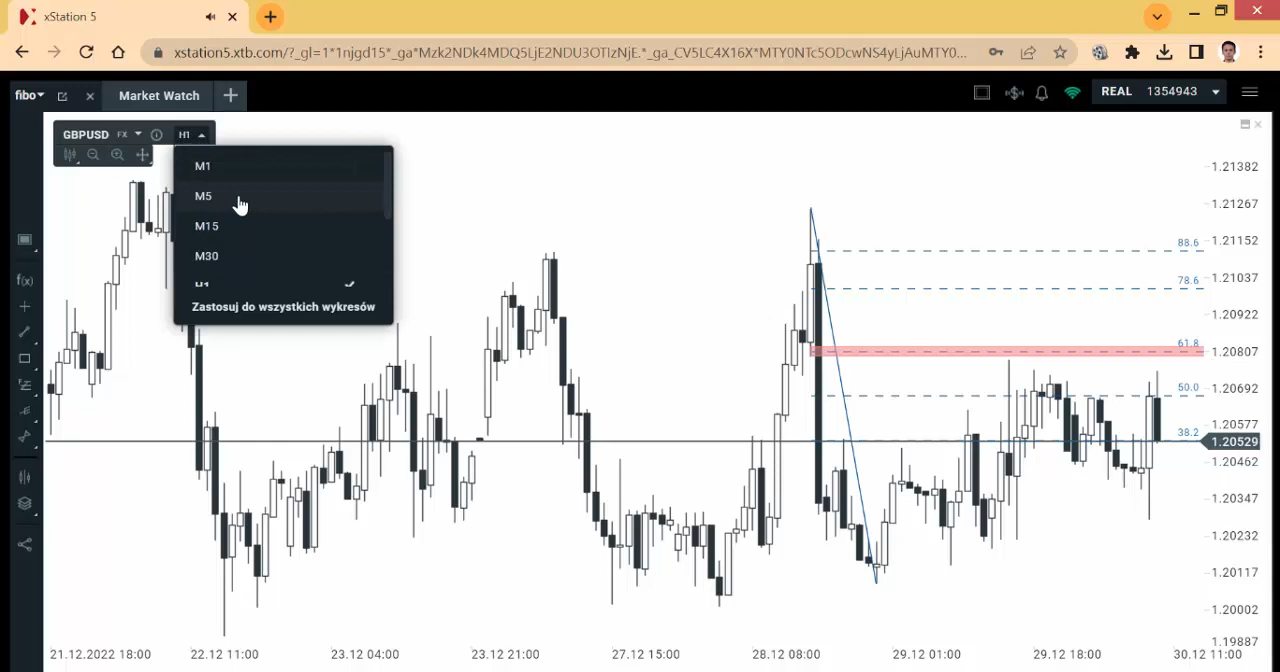 xStation 5
xstation5.xtb.com/?_gl=1*1njgd15*_ga*Mzk2NDk4MDQ5LjE2NDU3OTIzNjE.*_ga_CV5LC4X16X*MTY0NTc5ODcwNS4yLjAuMTY0...
fibo
Market Watch
REAL 1354943
GBPUSD FX H1
M1
M5
M15
M30
H1
Zastosuj do wszystkich wykresów
88.6
78.6
61.8
50.0
38.2
1.21382
1.21267
1.21152
1.21037
1.20922
1.20807
1.20692
1.20577
1.20529
1.20462
1.20347
1.20232
1.20117
1.20002
1.19887
f(x)
21.12.2022 18:00
22.12 11:00
23.12 04:00
23.12 21:00
27.12 15:00
28.12 08:00
29.12 01:00
29.12 18:00
30.12 11:00